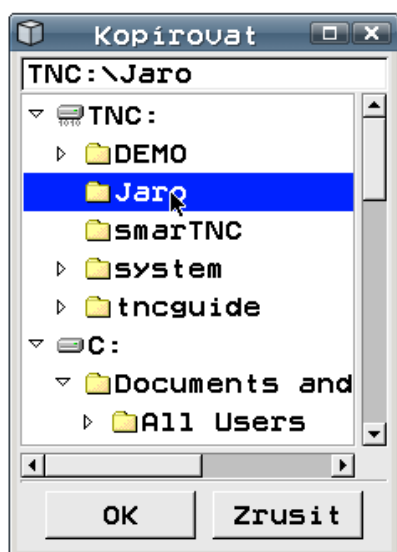 Kopírovat
TNC:\Jaro
TNC:
DEMO
Jaro
smarTNC
system
tncguide
C:
Documents and
All Users
OK
Zrusit